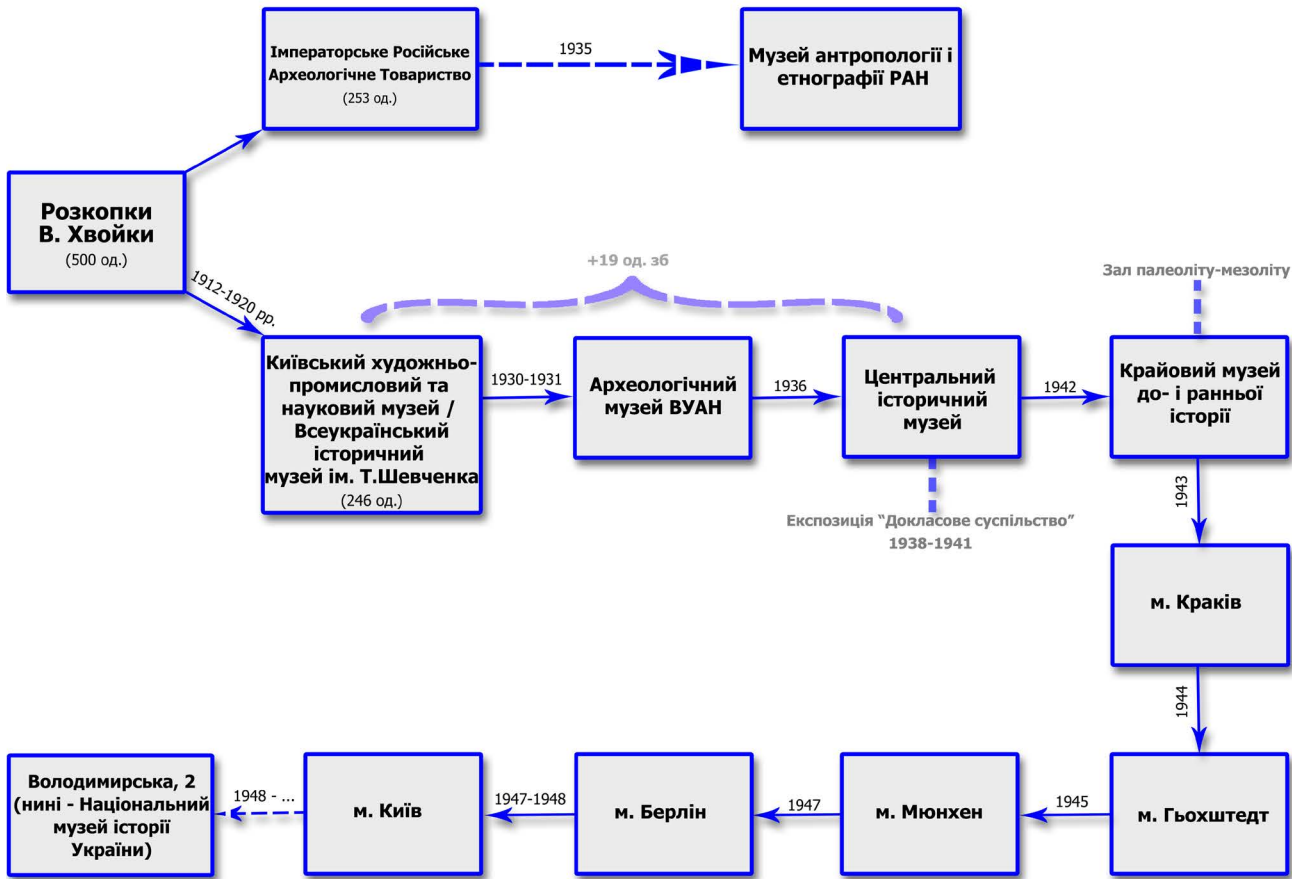 Імператорське Російське
Археологічне Товариство
(253 од.)
1935
Музей антропології і
етнографії РАН
Розкопки
В. Хвойки
(500 од.)
1912-1920 рр.
+19 од. зб
Зал палеоліту-мезоліту
Київський художньо-
промисловий та
науковий музей /
Всеукраїнський
історичний
музей ім. Т.Шевченка
(246 од.)
1930-1931
Археологічний
музей ВУАН
1936
Центральний
історичний
музей
1942
Крайовий музей
до- і ранньої
історії
Експозиція “Докласове суспільство”
1938-1941
1943
м. Краків
1944
м. Гьохштедт
1945
м. Мюнхен
1947
м. Берлін
1947-1948
м. Київ
1948 - ...
Володимирська, 2
(нині - Національний
музей історії
України)